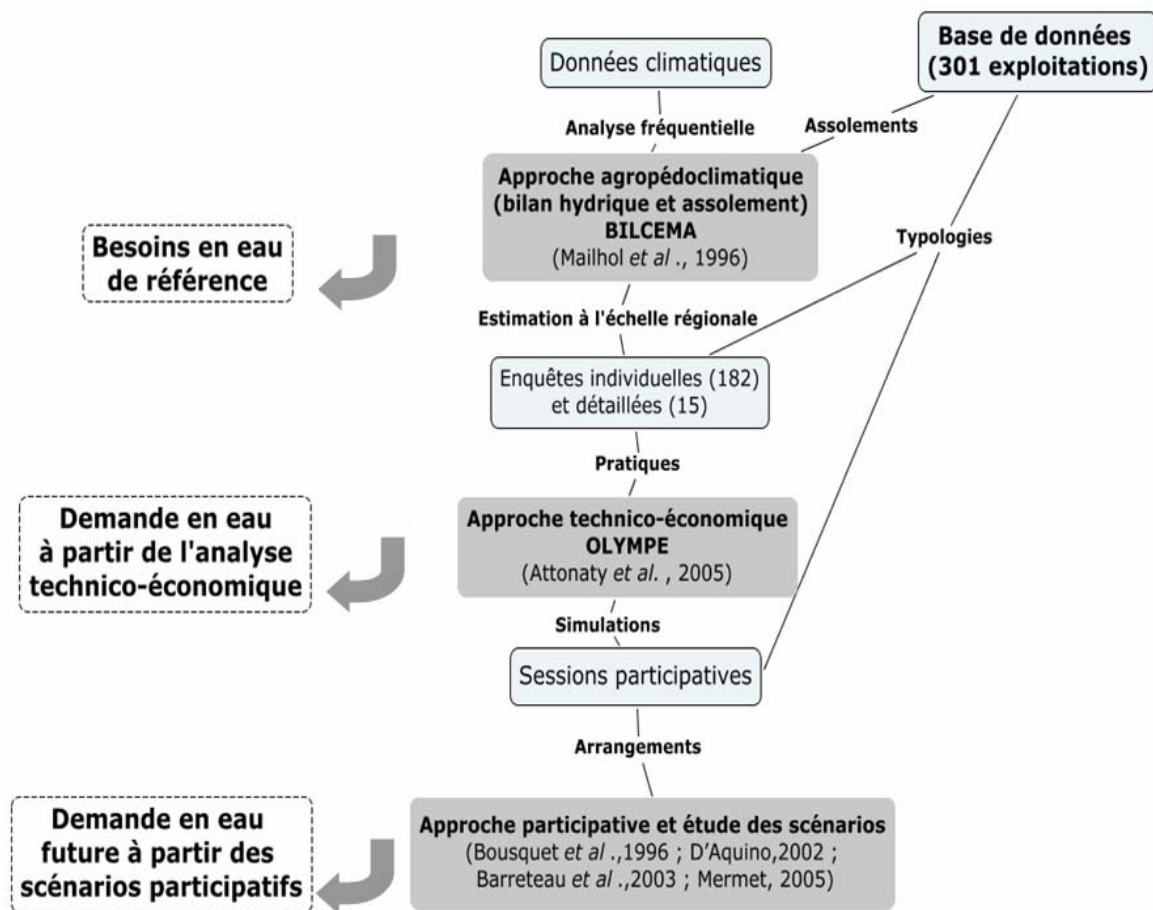 Données climatiques
Base de données
(301 exploitations)
Analyse fréquentielle
Assolements
Approche agropédoclimatique
(bilan hydrique et assolement)
BILCEMA
(Mailhol et al ., 1996)
Besoins en eau
de référence
Typologies
Estimation à l'échelle régionale
Enquêtes individuelles (182)
et détaillées (15)
Pratiques
Approche technico-économique
OLYMPE
(Attonaty et al. , 2005)
Demande en eau
à partir de l'analyse
technico-économique
Simulations
Sessions participatives
Arrangements
Approche participative et étude des scénarios
(Bousquet et al .,1996 ; D'Aquino,2002 ;
Barreteau et al .,2003 ; Mermet, 2005)
Demande en eau
future à partir des
scénarios participatifs